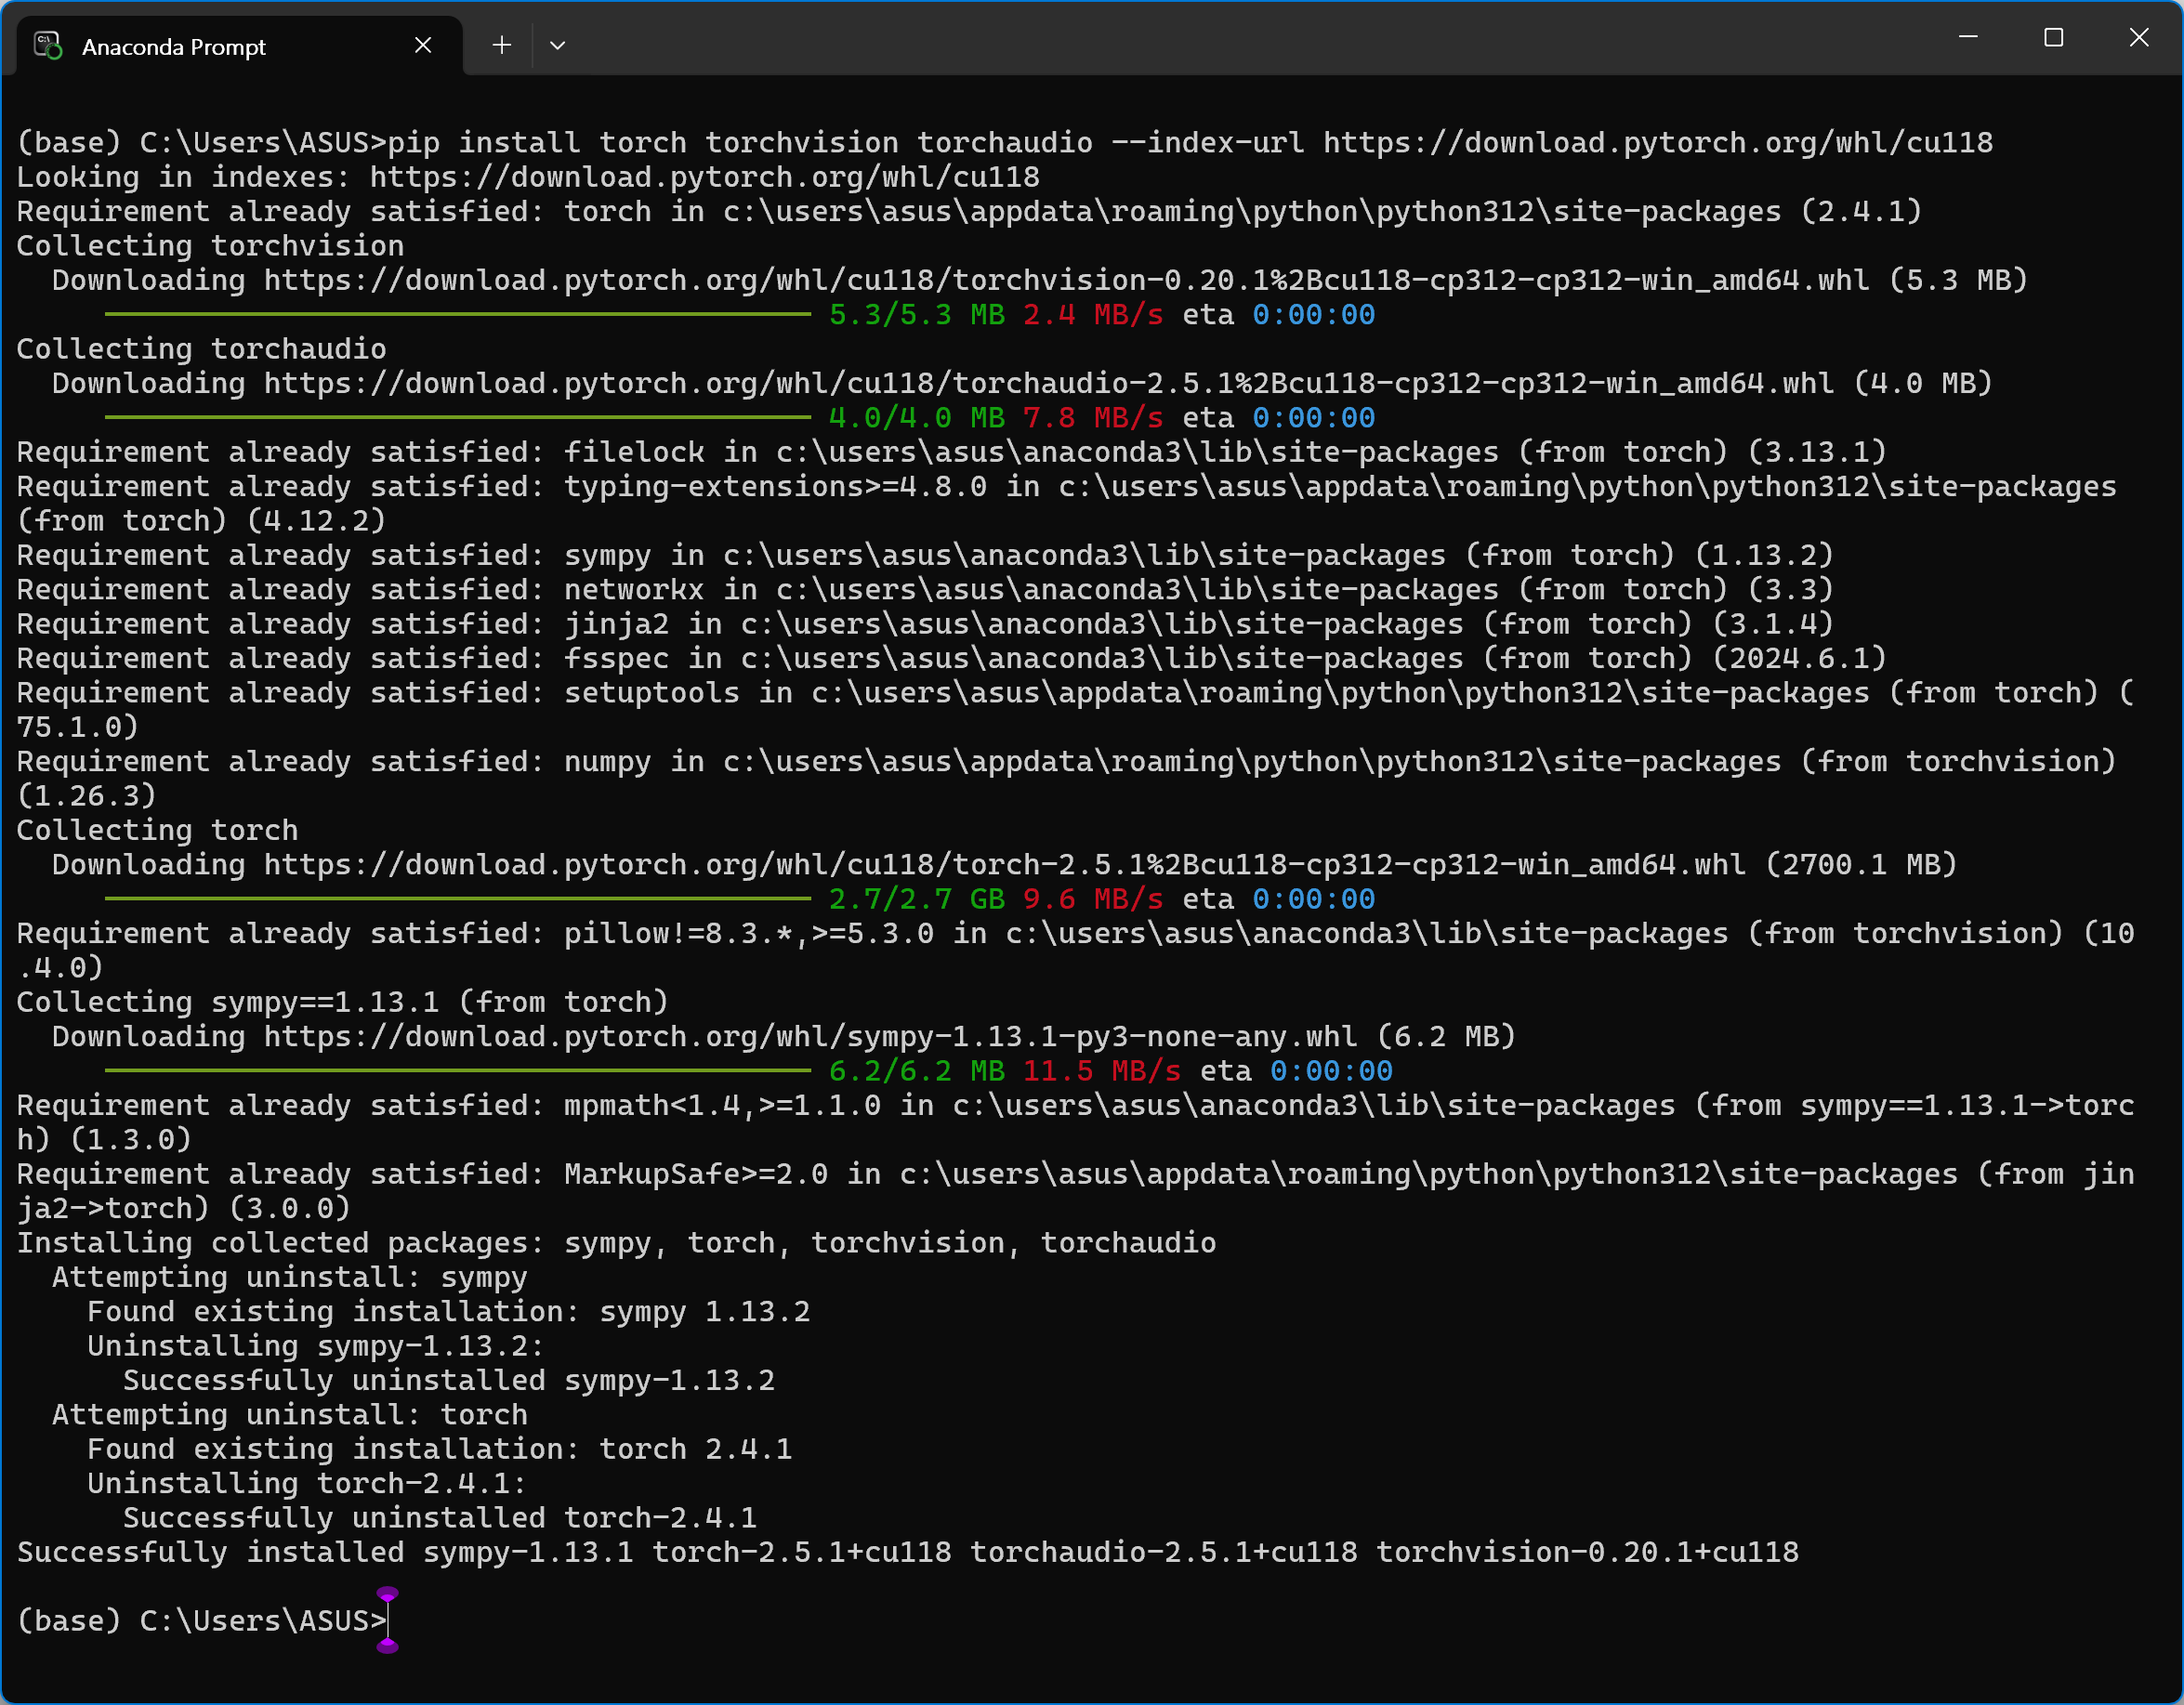 Anaconda Prompt
(base) C:\Users\ASUS>pip install torch torchvision torchaudio --index-url https://download.pytorch.org/whl/cu118
Looking in indexes: https://download.pytorch.org/whl/cu118
Requirement already satisfied: torch in c:\users\asus\appdata\roaming\python\python312\site-packages (2.4.1)
Collecting torchvision
  Downloading https://download.pytorch.org/whl/cu118/torchvision-0.20.1%2Bcu118-cp312-cp312-win_amd64.whl (5.3 MB)
5.3/5.3 MB 2.4 MB/s eta 0:00:00
Collecting torchaudio
  Downloading https://download.pytorch.org/whl/cu118/torchaudio-2.5.1%2Bcu118-cp312-cp312-win_amd64.whl (4.0 MB)
4.0/4.0 MB 7.8 MB/s eta 0:00:00
Requirement already satisfied: filelock in c:\users\asus\anaconda3\lib\site-packages (from torch) (3.13.1)
Requirement already satisfied: typing-extensions>=4.8.0 in c:\users\asus\appdata\roaming\python\python312\site-packages
(from torch) (4.12.2)
Requirement already satisfied: sympy in c:\users\asus\anaconda3\lib\site-packages (from torch) (1.13.2)
Requirement already satisfied: networkx in c:\users\asus\anaconda3\lib\site-packages (from torch) (3.3)
Requirement already satisfied: jinja2 in c:\users\asus\anaconda3\lib\site-packages (from torch) (3.1.4)
Requirement already satisfied: fsspec in c:\users\asus\anaconda3\lib\site-packages (from torch) (2024.6.1)
Requirement already satisfied: setuptools in c:\users\asus\appdata\roaming\python\python312\site-packages (from torch) (
75.1.0)
Requirement already satisfied: numpy in c:\users\asus\appdata\roaming\python\python312\site-packages (from torchvision)
(1.26.3)
Collecting torch
  Downloading https://download.pytorch.org/whl/cu118/torch-2.5.1%2Bcu118-cp312-cp312-win_amd64.whl (2700.1 MB)
2.7/2.7 GB 9.6 MB/s eta 0:00:00
Requirement already satisfied: pillow!=8.3.*,>=5.3.0 in c:\users\asus\anaconda3\lib\site-packages (from torchvision) (10
.4.0)
Collecting sympy==1.13.1 (from torch)
  Downloading https://download.pytorch.org/whl/sympy-1.13.1-py3-none-any.whl (6.2 MB)
6.2/6.2 MB 11.5 MB/s eta 0:00:00
Requirement already satisfied: mpmath<1.4,>=1.1.0 in c:\users\asus\anaconda3\lib\site-packages (from sympy==1.13.1->torc
h) (1.3.0)
Requirement already satisfied: MarkupSafe>=2.0 in c:\users\asus\appdata\roaming\python\python312\site-packages (from jin
ja2->torch) (3.0.0)
Installing collected packages: sympy, torch, torchvision, torchaudio
  Attempting uninstall: sympy
    Found existing installation: sympy 1.13.2
    Uninstalling sympy-1.13.2:
      Successfully uninstalled sympy-1.13.2
  Attempting uninstall: torch
    Found existing installation: torch 2.4.1
    Uninstalling torch-2.4.1:
      Successfully uninstalled torch-2.4.1
Successfully installed sympy-1.13.1 torch-2.5.1+cu118 torchaudio-2.5.1+cu118 torchvision-0.20.1+cu118
(base) C:\Users\ASUS>